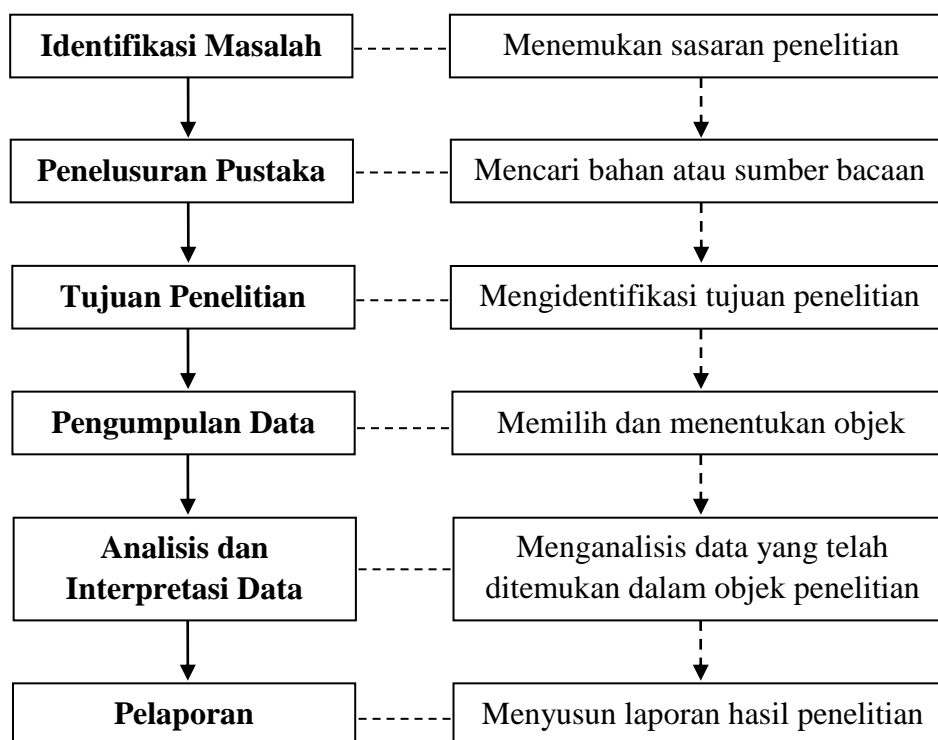 Identifikasi Masalah
Menemukan sasaran penelitian
Penelusuran Pustaka
Mencari bahan atau sumber bacaan
Tujuan Penelitian
Mengidentifikasi tujuan penelitian
Pengumpulan Data
Memilih dan menentukan objek
Analisis dan
Interpretasi Data
Menganalisis data yang telah
ditemukan dalam objek penelitian
Pelaporan
Menyusun laporan hasil penelitian